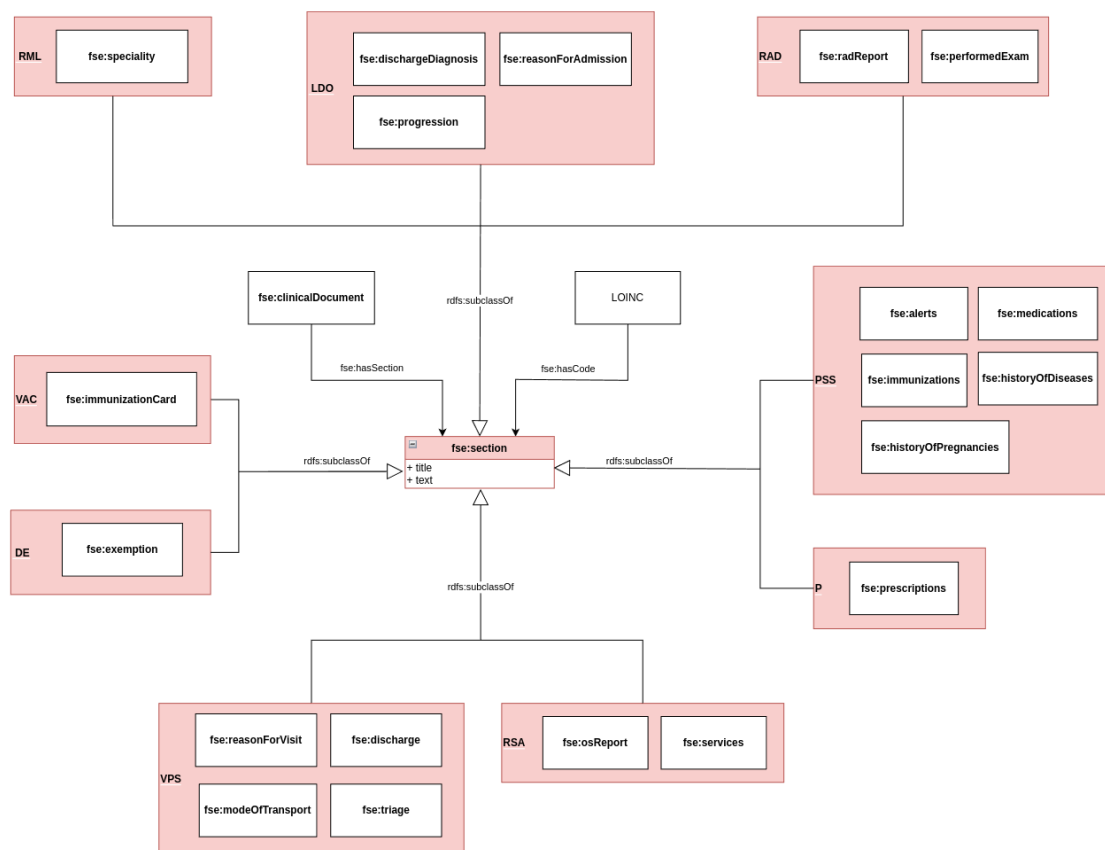 RML
fse:speciality
LDO
fse:dischargeDiagnosis
fse:reasonForAdmission
fse:progression
RAD
fse:radReport
fse:performedExam
fse:clinicalDocument
rdfs:subclassOf
LOINC
fse:hasSection
fse:hasCode
VAC
fse:immunizationCard
DE
fse:exemption
rdfs:subclassOf
fse:section
+ title
+ text
rdfs:subclassOf
PSS
fse:alerts
fse:medications
fse:immunizations
fse:historyOfDiseases
fse:historyOfPregnancies
P
fse:prescriptions
rdfs:subclassOf
VPS
fse:reasonForVisit
fse:discharge
fse:modeOfTransport
fse:triage
RSA
fse:osReport
fse:services